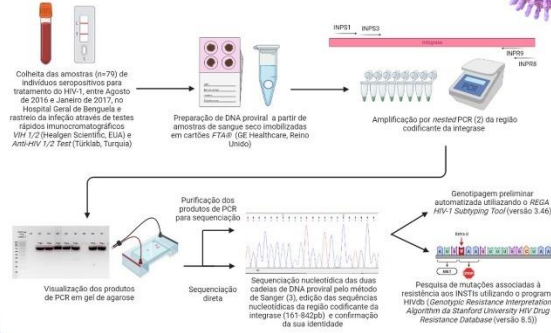 INPS1
INPS3
Integrase
INPR9
INPR8
Colheita das amostras (n=79) de
indivíduos seropositivos para
tratamento do HIV-1, entre Agosto
de 2016 e Janeiro de 2017, no
Hospital Geral de Benguela e
rastreio da infeção através de testes
rápidos imunocromatográficos
VIH 1/2 (Healgen Scientific, EUA) e
Anti-HIV 1/2 Test (Türklab, Turquia)
Preparação de DNA proviral a partir de
amostras de sangue seco imobilizadas
em cartões FTA® (GE Healthcare, Reino
Unido)
Amplificação por nested PCR (2) da região
codificante da integrase
Visualização dos produtos
de PCR em gel de agarose
Purificação dos
produtos de PCR
para sequenciação
Sequenciação
direta
Sequenciação nucleotídica das duas
cadeias de DNA proviral pelo método
de Sanger (3), edição das sequências
nucleotídicas da região codificante da
integrase (161-842pb) e confirmação
da sua identidade
Genotipagem preliminar
automatizada utilizando o REGA
HIV-1 Subtyping Tool (versão 3.46)
Pesquisa de mutações associadas à
resistência aos INSTIs utilizando o programa
HIVdb (Genotypic Resistance Interpretation
Algorithm da Stanford University HIV Drug
Resistance Database (versão 8.5))